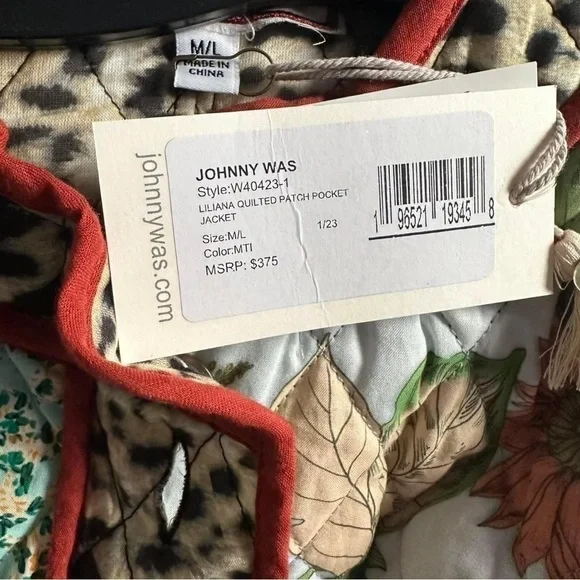 M/L
MADE IN
CHINA
johnnywas.com
JOHNNY WAS
Style:W40423-1
LILIANA QUILTED PATCH POCKET
JACKET
1/23
Size:M/L
Color:MTI
MSRP: $375
1 96521 19345 8